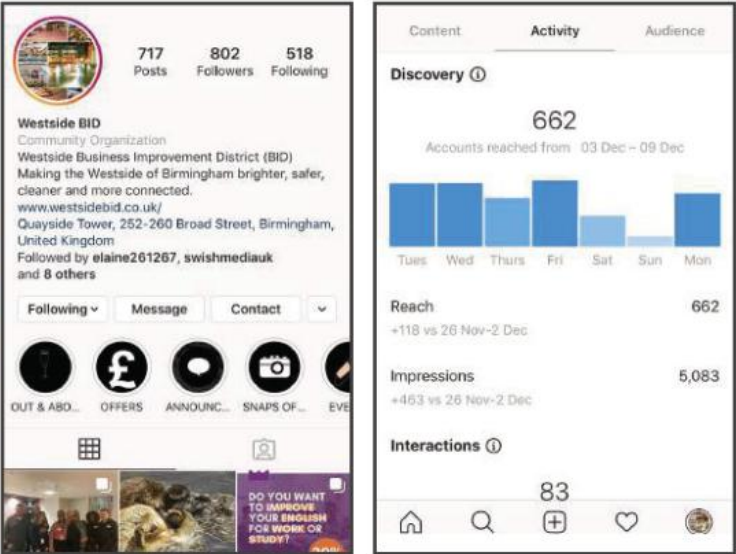 717 802 518
Posts Followers Following
Westside BID
Community Organization
Westside Business Improvement District (BID)
Making the Westside of Birmingham brighter, safer,
cleaner and more connected.
www.westsidebid.co.uk/
Quayside Tower, 252-260 Broad Street, Birmingham,
United Kingdom
Followed by elaine261267, swishmediauk
and 8 others
Following Message Contact
£
OUT & ABO... OFFERS ANNOUNC... SNAPS OF... EVE
DO YOU WANT
TO IMPROVE
YOUR ENGLISH
FOR WORK OR
STUDY?
Content Activity Audience
Discovery
662
Accounts reached from 03 Dec – 09 Dec
Tues Wed Thurs Fri Sat Sun Mon
Reach 662
+118 vs 26 Nov-2 Dec
Impressions 5,083
+463 vs 26 Nov-2 Dec
Interactions
83